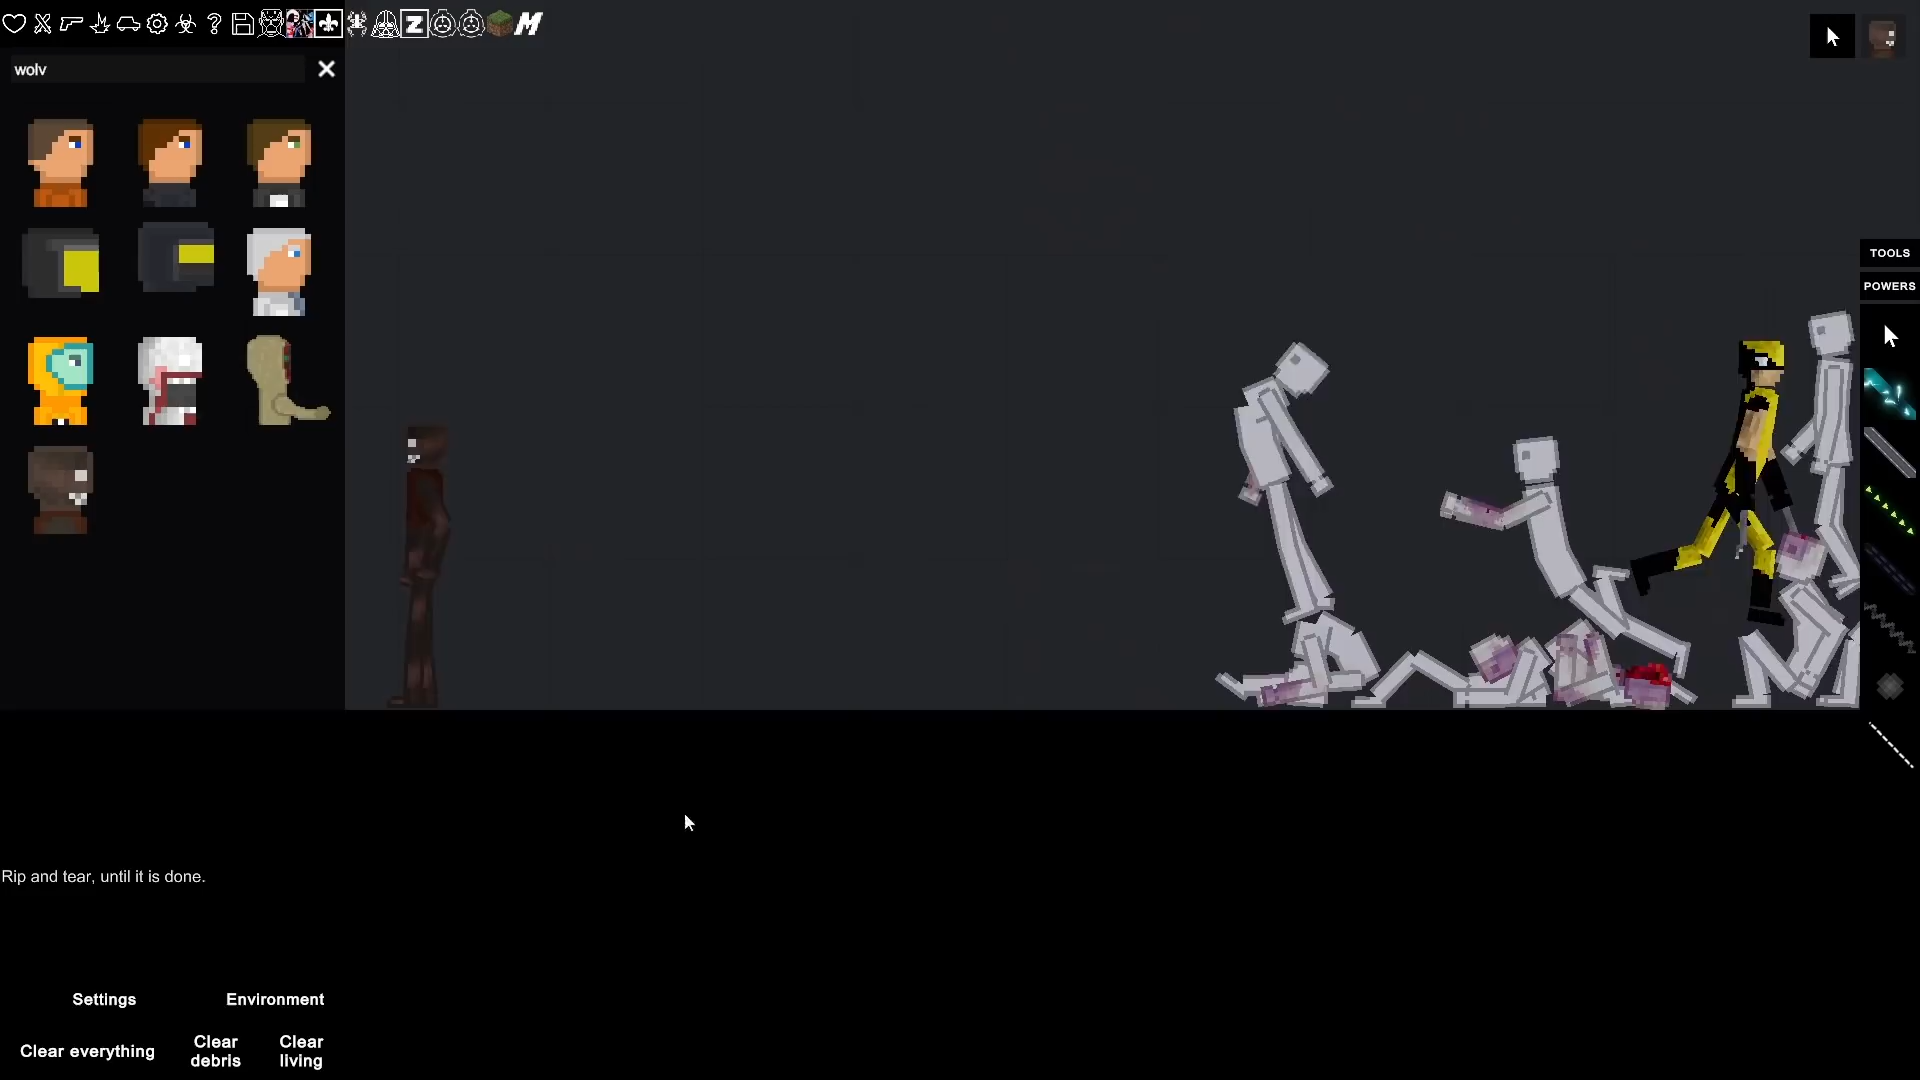 wolv
TOOLS
POWERS
Rip and tear, until it is done.
Settings
Environment
Clear everything
Clear debris
Clear living